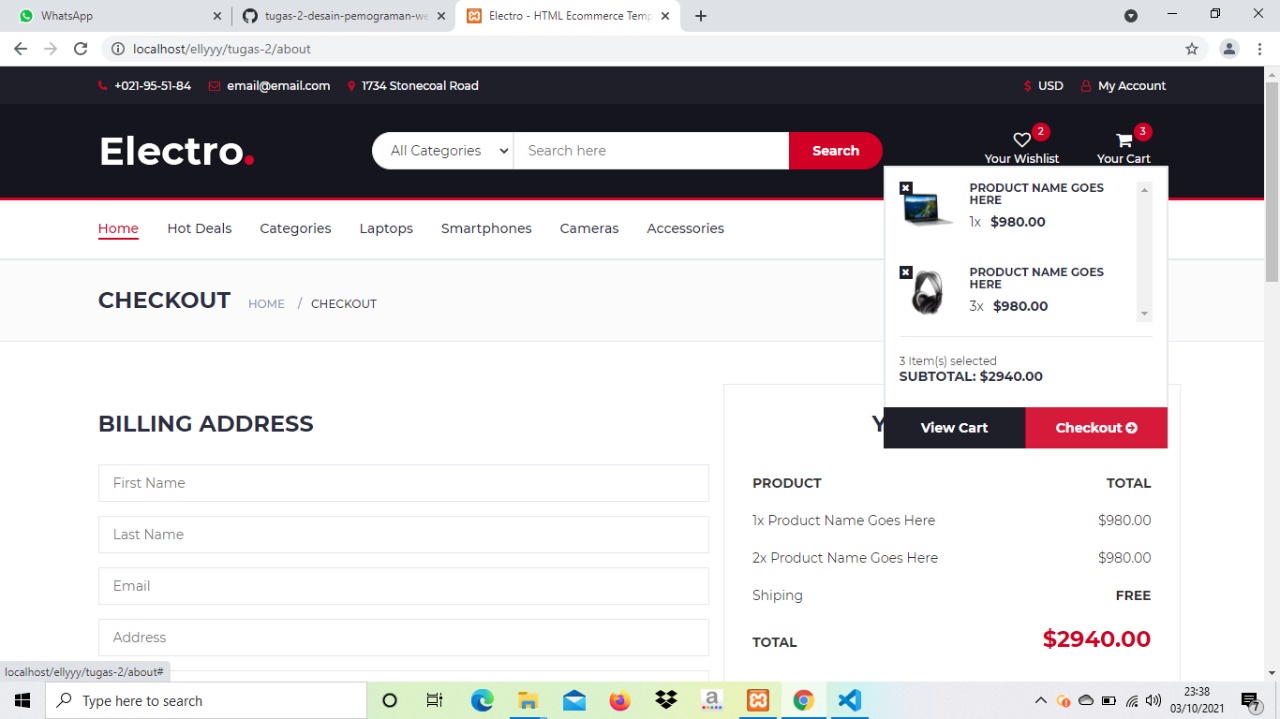 WhatsApp
tugas-2-desain-pemograman-we
Electro - HTML Ecommerce Temp
localhost/ellyyy/tugas-2/about
+021-95-51-84
email@email.com
1734 Stonecoal Road
$ USD
My Account
Electro.
All Categories
Search here
Search
2
Your Wishlist
3
Your Cart
Home
Hot Deals
Categories
Laptops
Smartphones
Cameras
Accessories
PRODUCT NAME GOES
HERE
1x $980.00
PRODUCT NAME GOES
HERE
3x $980.00
3 Item(s) selected
SUBTOTAL: $2940.00
View Cart
Checkout
CHECKOUT
HOME / CHECKOUT
BILLING ADDRESS
First Name
Last Name
Email
Address
Y
PRODUCT TOTAL
1x Product Name Goes Here $980.00
2x Product Name Goes Here $980.00
Shiping FREE
TOTAL $2940.00
localhost/ellyyy/tugas-2/about#
Type here to search
a
23:38
03/10/2021
7